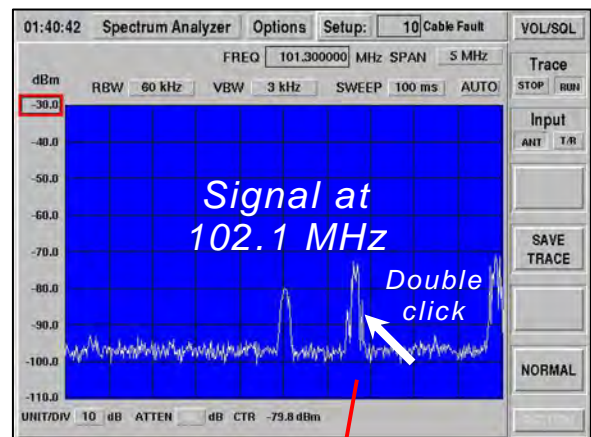 01:40:42 Spectrum Analyzer Options Setup: 10 Cable Fault VOL/SQL
FREQ 101.300000 MHz SPAN 5 MHz
dBm RBW 60 kHz VBW 3 kHz SWEEP 100 ms AUTO
Trace
STOP RUN
Input
ANT T/R
-30.0
-40.0
-50.0
-60.0
-70.0
-80.0
-90.0
-100.0
-110.0
Signal at
102.1 MHz
Double
click
SAVE
TRACE
NORMAL
UNIT/DIV 10 dB ATTEN dB CTR -79.8 dBm